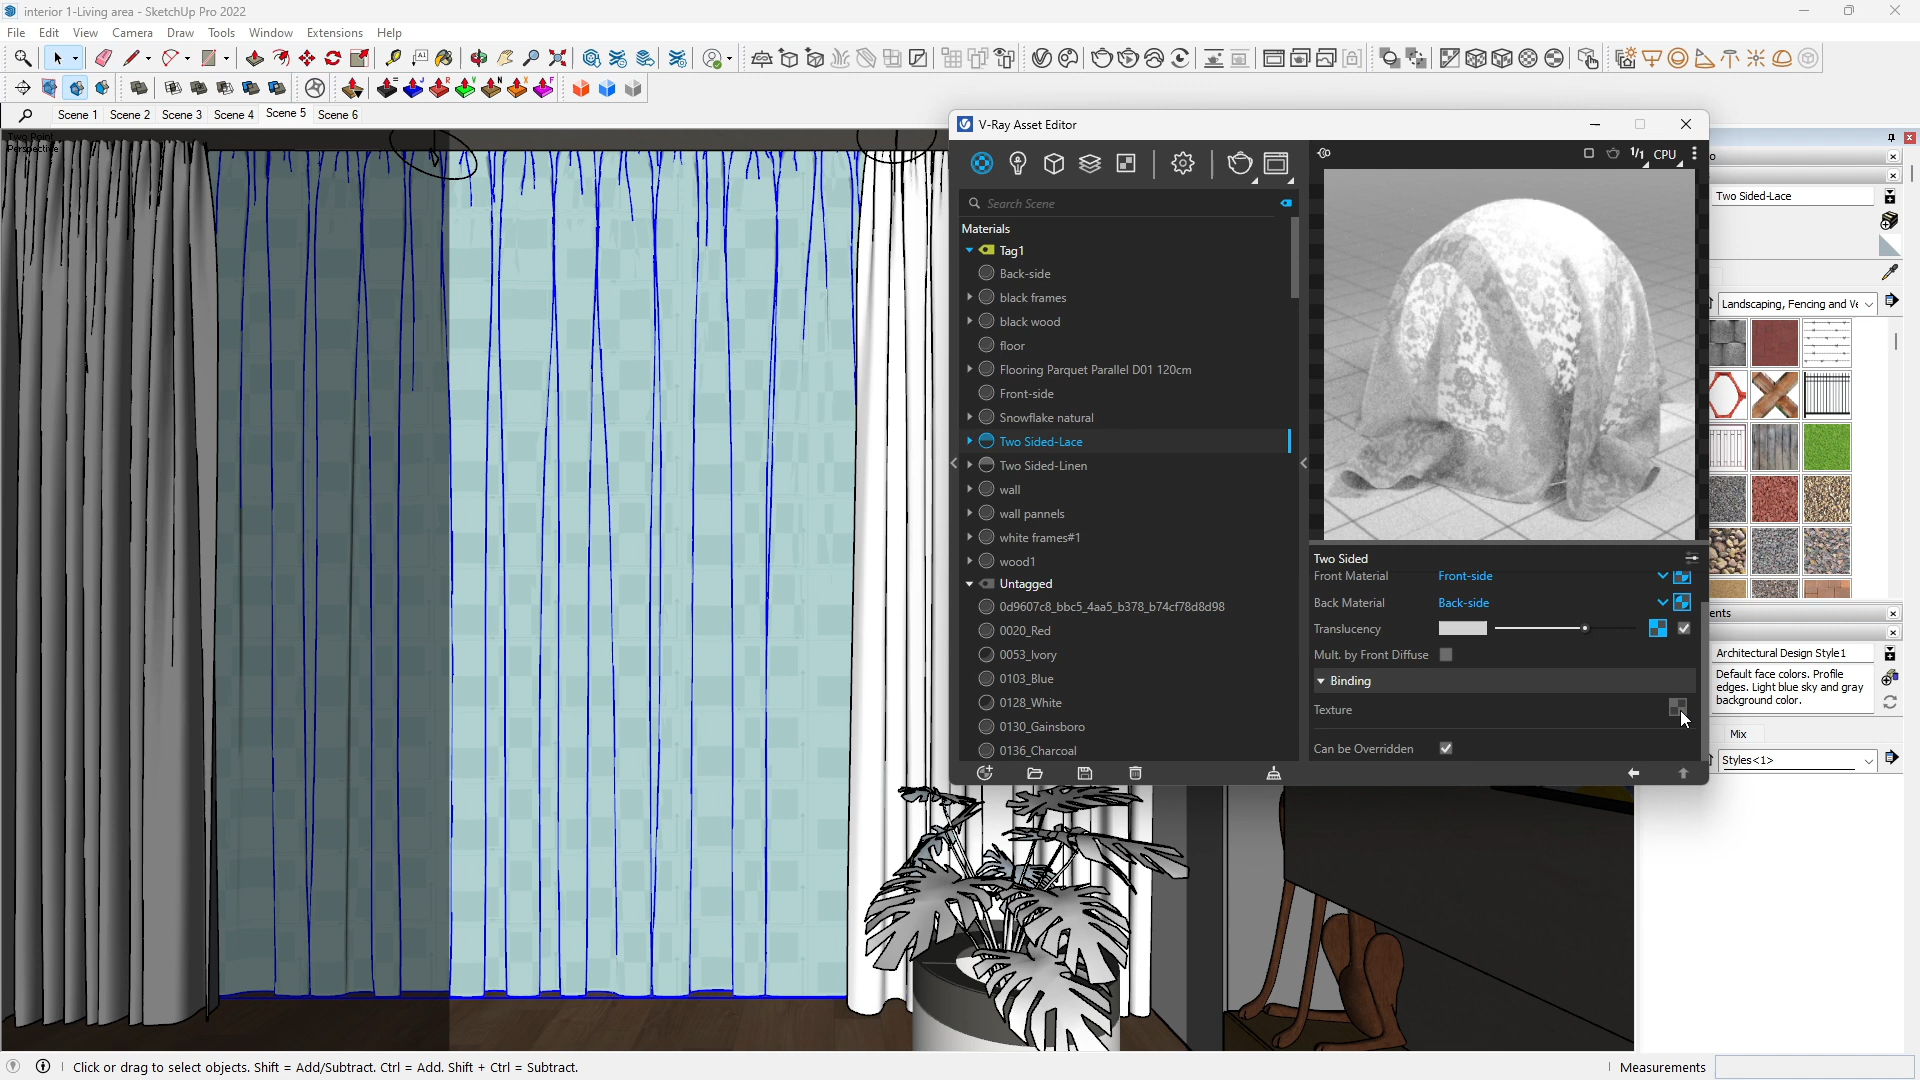 interior 1-Living area - SketchUp Pro 2022
File Edit View Camera Draw Tools Window Extensions Help
Scene 1 Scene 2 Scene 3 Scene 4 Scene 5 Scene 6
Two Point
Perspective
V-Ray Asset Editor
1/1 CPU
Search Scene
Materials
Tag1
Back-side
black frames
black wood
floor
Flooring Parquet Parallel D01 120cm
Front-side
Snowflake natural
Two Sided-Lace
Two Sided-Linen
wall
wall pannels
white frames#1
wood1
Untagged
0d9607c8_bbc5_4aa5_b378_b74cf78d8d98
0020_Red
0053_Ivory
0103_Blue
0128_White
0130_Gainsboro
0136_Charcoal
Two Sided
Front Material Front-side
Back Material Back-side
Translucency
Mult. by Front Diffuse
Binding
Texture
Can be Overridden
Two Sided-Lace
Landscaping, Fencing and Ve
ents
Architectural Design Style1
Default face colors. Profile
edges. Light blue sky and gray
background color.
Mix
Styles<1>
Click or drag to select objects. Shift = Add/Subtract. Ctrl = Add. Shift + Ctrl = Subtract.
Measurements